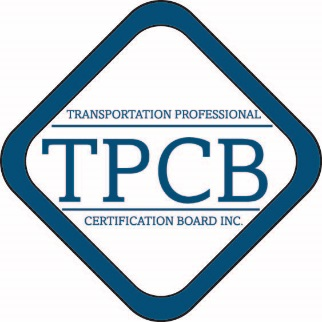 TRANSPORTATION PROFESSIONAL
TPCB
CERTIFICATION BOARD INC.